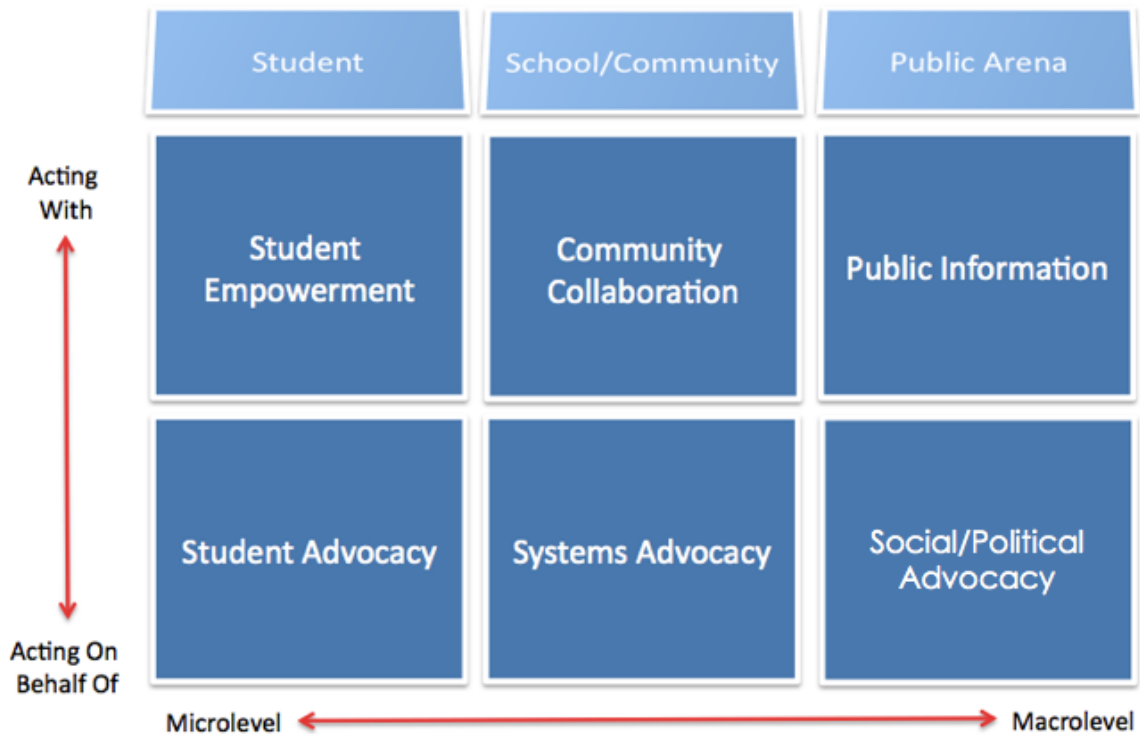 Student
School/Community
Public Arena
Acting
With
Student
Empowerment
Community
Collaboration
Public Information
Student Advocacy
Systems Advocacy
Social/Political
Advocacy
Acting On
Behalf Of
Microlevel
Macrolevel